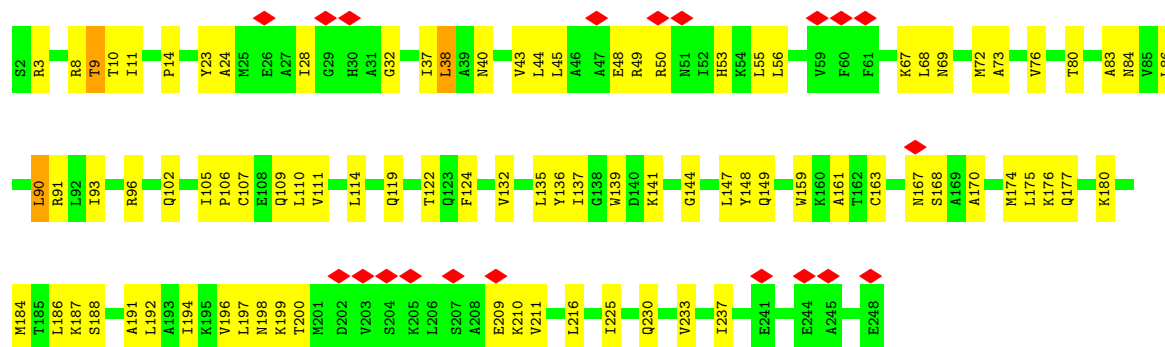 S2 R3 R8 T9 T10 I11 P14 Y23 A24 M25 E26 A27 I28 G29 H30 A31 G32 I37 L38 A39 N40 V43 L44 L45 A46 A47 E48 R49 R50 N51 I52 H53 K54 L55 L56 V59 F60 F61 K67 L68 N69 M72 A73 V76 T80 A83 N84 V85
L90 R91 L92 I93 R96 Q102 I105 P106 C107 E108 Q109 L110 V111 L114 Q119 T122 Q123 F124 V132 L135 Y136 I137 G138 W139 D140 K141 G144 L147 Y148 Q149 W159 K160 A161 T162 C163 N167 S168 A169 A170 M174 L175 K176 Q177 K180
M184 T185 L186 K187 S188 A191 L192 A193 I194 K195 V196 L197 N198 K199 T200 M201 D202 V203 S204 K205 L206 S207 A208 E209 K210 V211 L216 I225 Q230 V233 I237 E241 E244 A245 E248